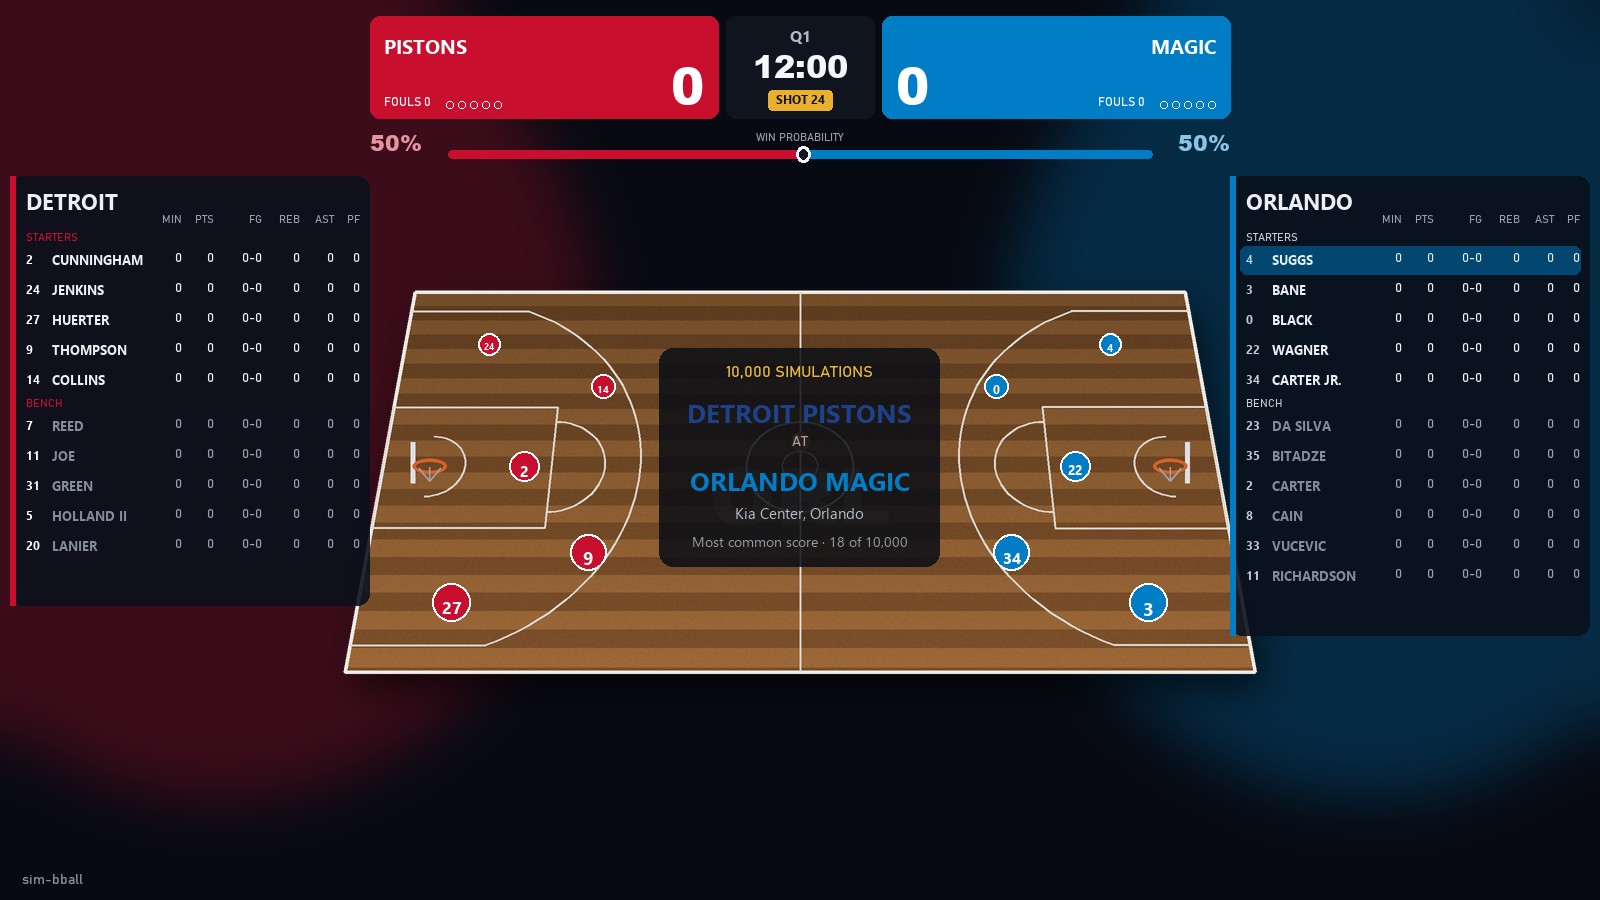 PISTONS
0
FOULS 0
Q1
12:00
SHOT 24
MAGIC
0
FOULS 0
50%
WIN PROBABILITY
50%
DETROIT
MIN PTS FG REB AST PF
STARTERS
2 CUNNINGHAM 0 0 0-0 0 0 0
24 JENKINS 0 0 0-0 0 0 0
27 HUERTER 0 0 0-0 0 0 0
9 THOMPSON 0 0 0-0 0 0 0
14 COLLINS 0 0 0-0 0 0 0
BENCH
7 REED 0 0 0-0 0 0 0
11 JOE 0 0 0-0 0 0 0
31 GREEN 0 0 0-0 0 0 0
5 HOLLAND II 0 0 0-0 0 0 0
20 LANIER 0 0 0-0 0 0 0
24
14
2
9
27
10,000 SIMULATIONS
DETROIT PISTONS
AT
ORLANDO MAGIC
Kia Center, Orlando
Most common score · 18 of 10,000
4
0
22
34
3
ORLANDO
MIN PTS FG REB AST PF
STARTERS
4 SUGGS 0 0 0-0 0 0 0
3 BANE 0 0 0-0 0 0 0
0 BLACK 0 0 0-0 0 0 0
22 WAGNER 0 0 0-0 0 0 0
34 CARTER JR. 0 0 0-0 0 0 0
BENCH
23 DA SILVA 0 0 0-0 0 0 0
35 BITADZE 0 0 0-0 0 0 0
2 CARTER 0 0 0-0 0 0 0
8 CAIN 0 0 0-0 0 0 0
33 VUCEVIC 0 0 0-0 0 0 0
11 RICHARDSON 0 0 0-0 0 0 0
sim-bball